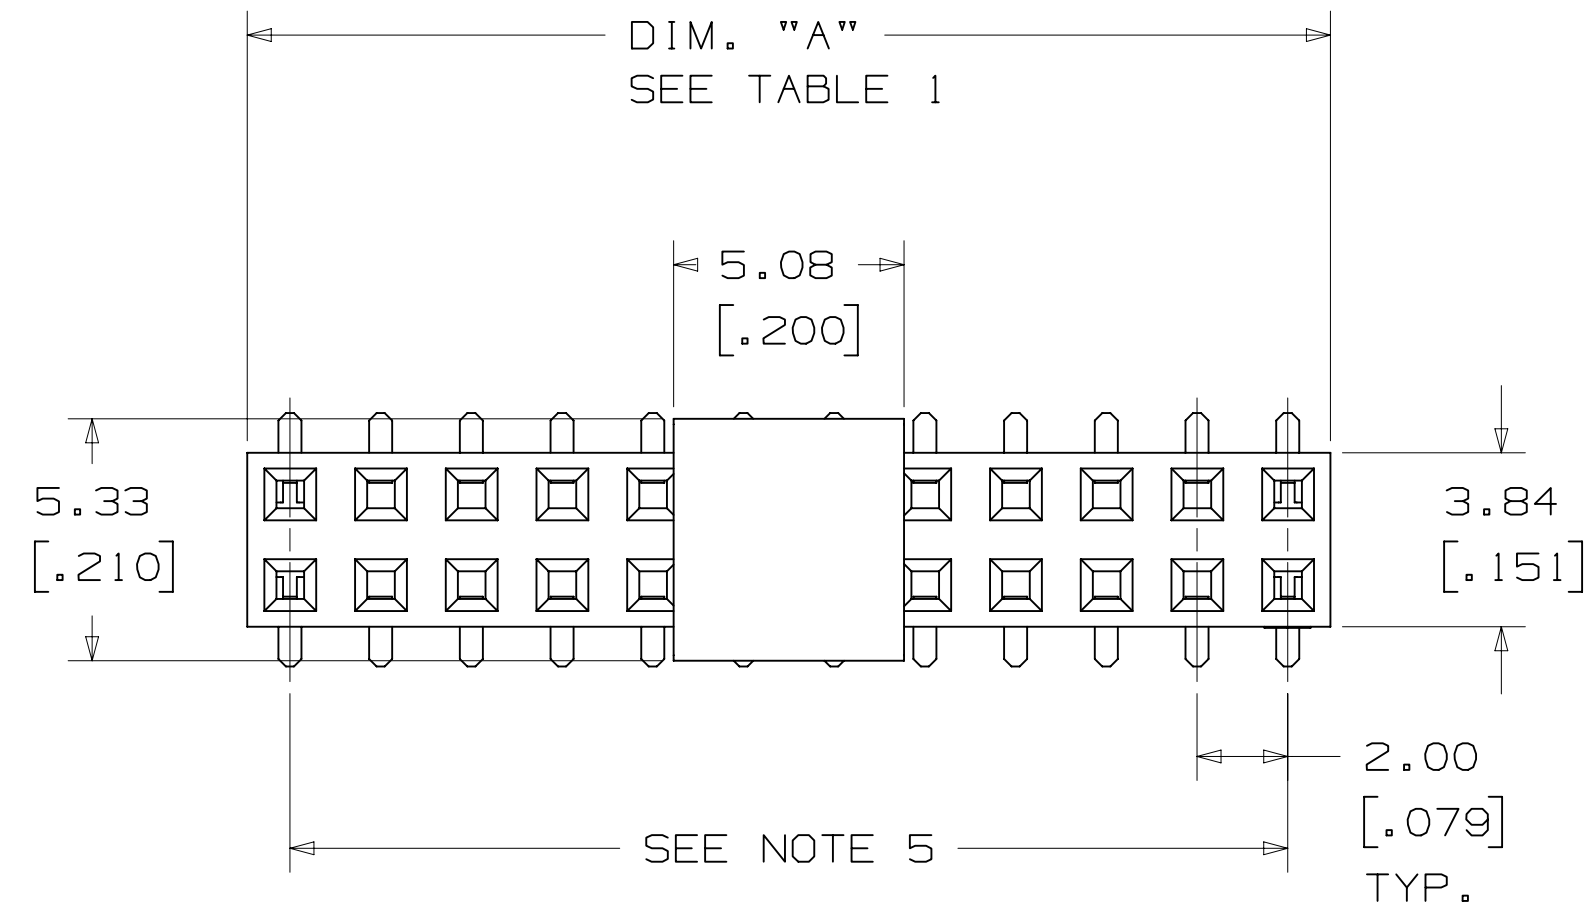 DIM. "A"
SEE TABLE 1
5.08
[.200]
5.33
[.210]
3.84
[.151]
2.00
[.079]
TYP.
SEE NOTE 5